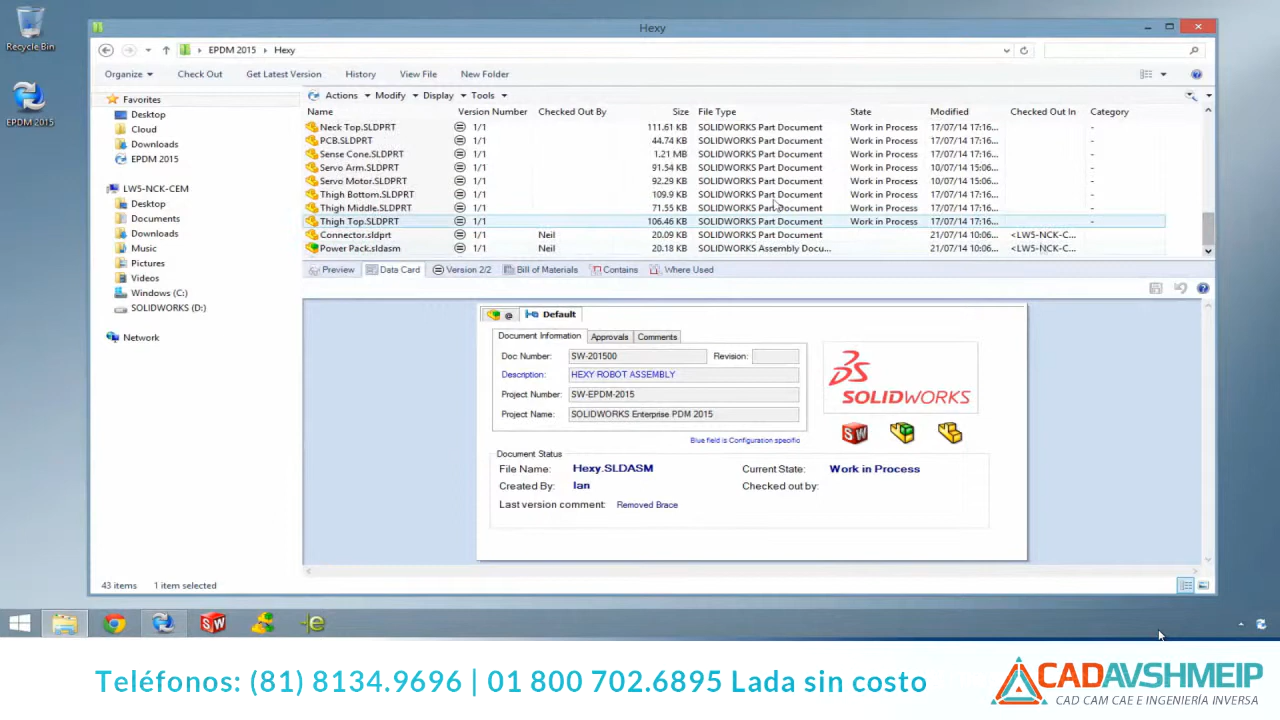 Recycle Bin
EPDM 2015
Hexy
EPDM 2015 Hexy
Organize Check Out Get Latest Version History View File New Folder
Favorites
Desktop
Cloud
Downloads
EPDM 2015
LW5-NCK-CEM
Desktop
Documents
Downloads
Music
Pictures
Videos
Windows (C:)
SOLIDWORKS (D:)
Network
Actions Modify Display Tools
Name Version Number Checked Out By Size File Type State Modified Checked Out In Category
Neck Top.SLDPRT 1/1 111.61 KB SOLIDWORKS Part Document Work in Process 17/07/14 17:16... -
PCB.SLDPRT 1/1 44.74 KB SOLIDWORKS Part Document Work in Process 17/07/14 17:16... -
Sense Cone.SLDPRT 1/1 1.21 MB SOLIDWORKS Part Document Work in Process 17/07/14 17:16... -
Servo Arm.SLDPRT 1/1 91.54 KB SOLIDWORKS Part Document Work in Process 10/07/14 15:06... -
Servo Motor.SLDPRT 1/1 92.29 KB SOLIDWORKS Part Document Work in Process 10/07/14 15:06... -
Thigh Bottom.SLDPRT 1/1 109.9 KB SOLIDWORKS Part Document Work in Process 17/07/14 17:16... -
Thigh Middle.SLDPRT 1/1 71.55 KB SOLIDWORKS Part Document Work in Process 17/07/14 17:16... -
Thigh Top.SLDPRT 1/1 106.46 KB SOLIDWORKS Part Document Work in Process 17/07/14 17:16... -
Connector.sldprt 1/1 Neil 20.09 KB SOLIDWORKS Part Document 21/07/14 10:06... <LW5-NCK-C... -
Power Pack.sldasm 1/1 Neil 20.18 KB SOLIDWORKS Assembly Docu... 21/07/14 10:06... <LW5-NCK-C... -
Preview Data Card Version 2/2 Bill of Materials Contains Where Used
@ Default
Document Information Approvals Comments
Doc Number: SW-201500 Revision:
Description: HEXY ROBOT ASSEMBLY
Project Number: SW-EPDM-2015
Project Name: SOLIDWORKS Enterprise PDM 2015
Blue field is Configuration specific
SOLIDWORKS
Document Status
File Name: Hexy.SLDASM Current State: Work in Process
Created By: Ian Checked out by:
Last version comment: Removed Brace
43 items 1 item selected
Teléfonos: (81) 8134.9696 | 01 800 702.6895 Lada sin costo
CADAVSHMEIP
CAD CAM CAE E INGENIERÍA INVERSA